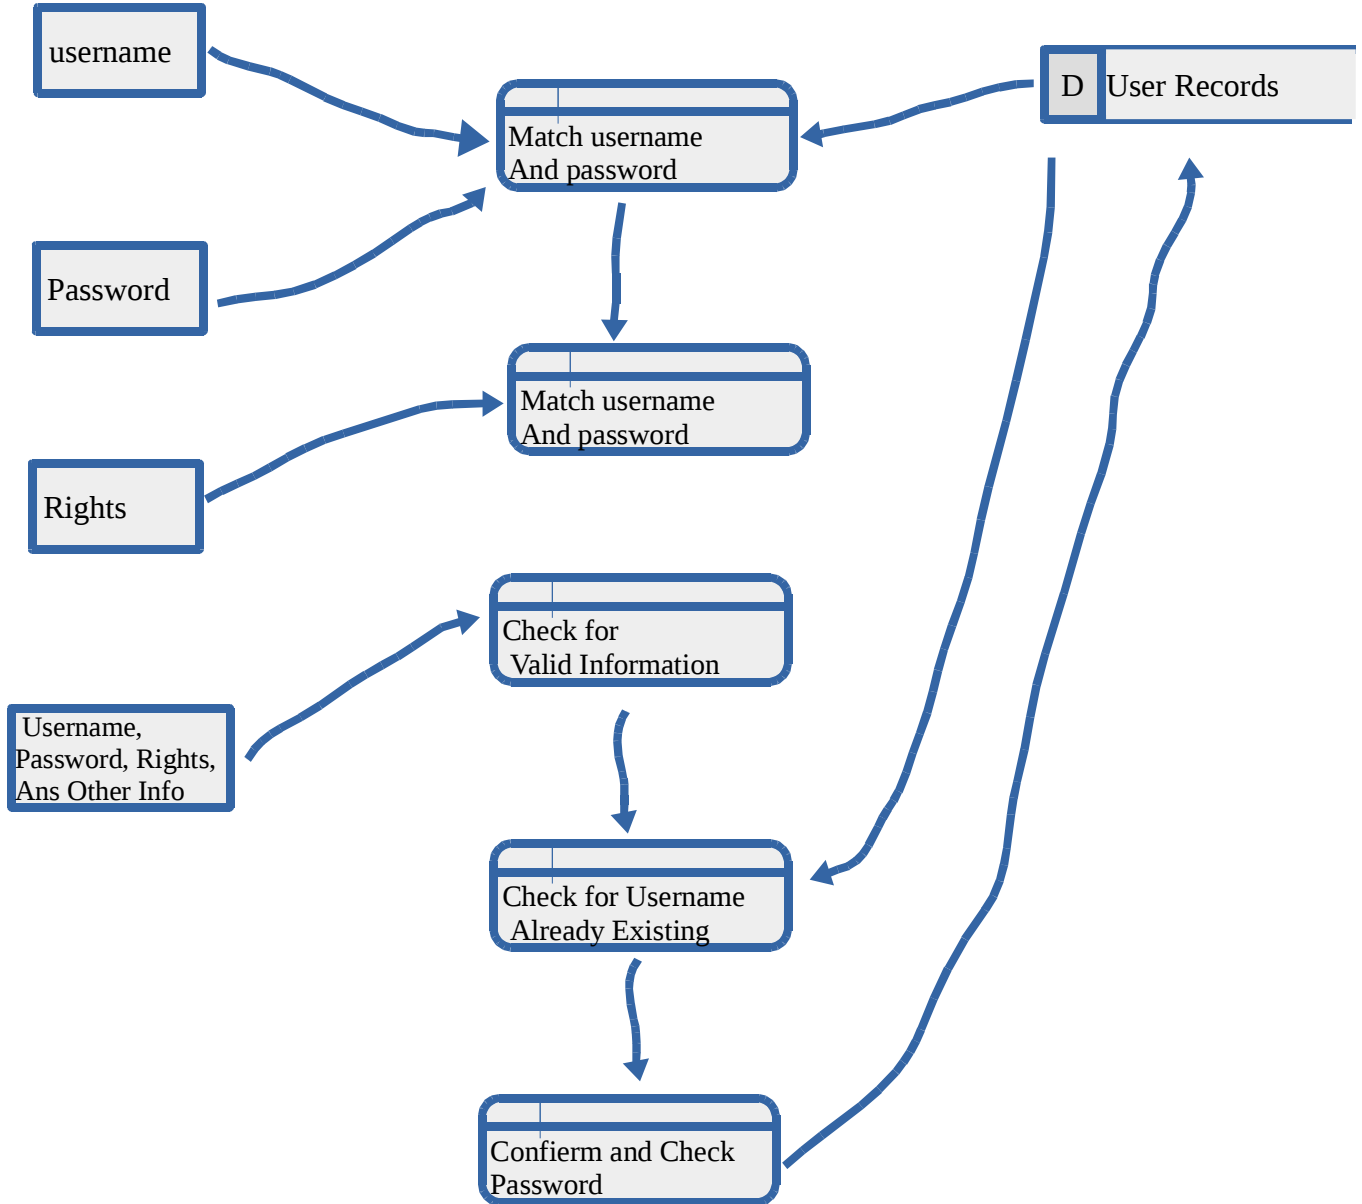 username
D
User Records
Match username
And password
Password
Match username
And password
Rights
Check for
Valid Information
Username,
Password, Rights,
Ans Other Info
Check for Username
Already Existing
Confierm and Check
Password